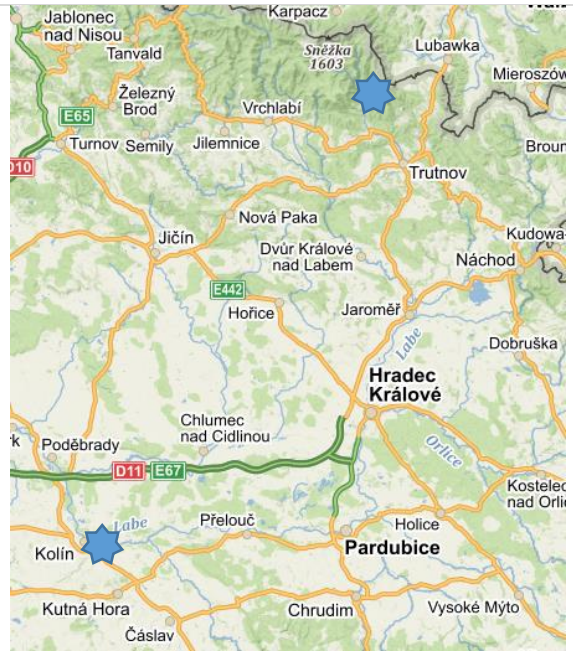 Karpacz
Jablonec
nad Nisou
Tanvald
Sněžka
1603
Lubawka
Mieroszów
Železný
Brod
Vrchlabí
E65
Turnov
Semily
Jilemnice
Broum
D10
Trutnov
Nová Paka
Kudowa-
Jičín
Dvůr Králové
nad Labem
Náchod
E442
Hořice
Jaroměř
Labe
Dobruška
Hradec
Králové
Chlumec
nad Cidlinou
Orlice
Poděbrady
D11
E67
Kostelec
nad Orlic
Labe
Přelouč
Holice
Kolín
Pardubice
Kutná Hora
Chrudim
Vysoké Mýto
Čáslav